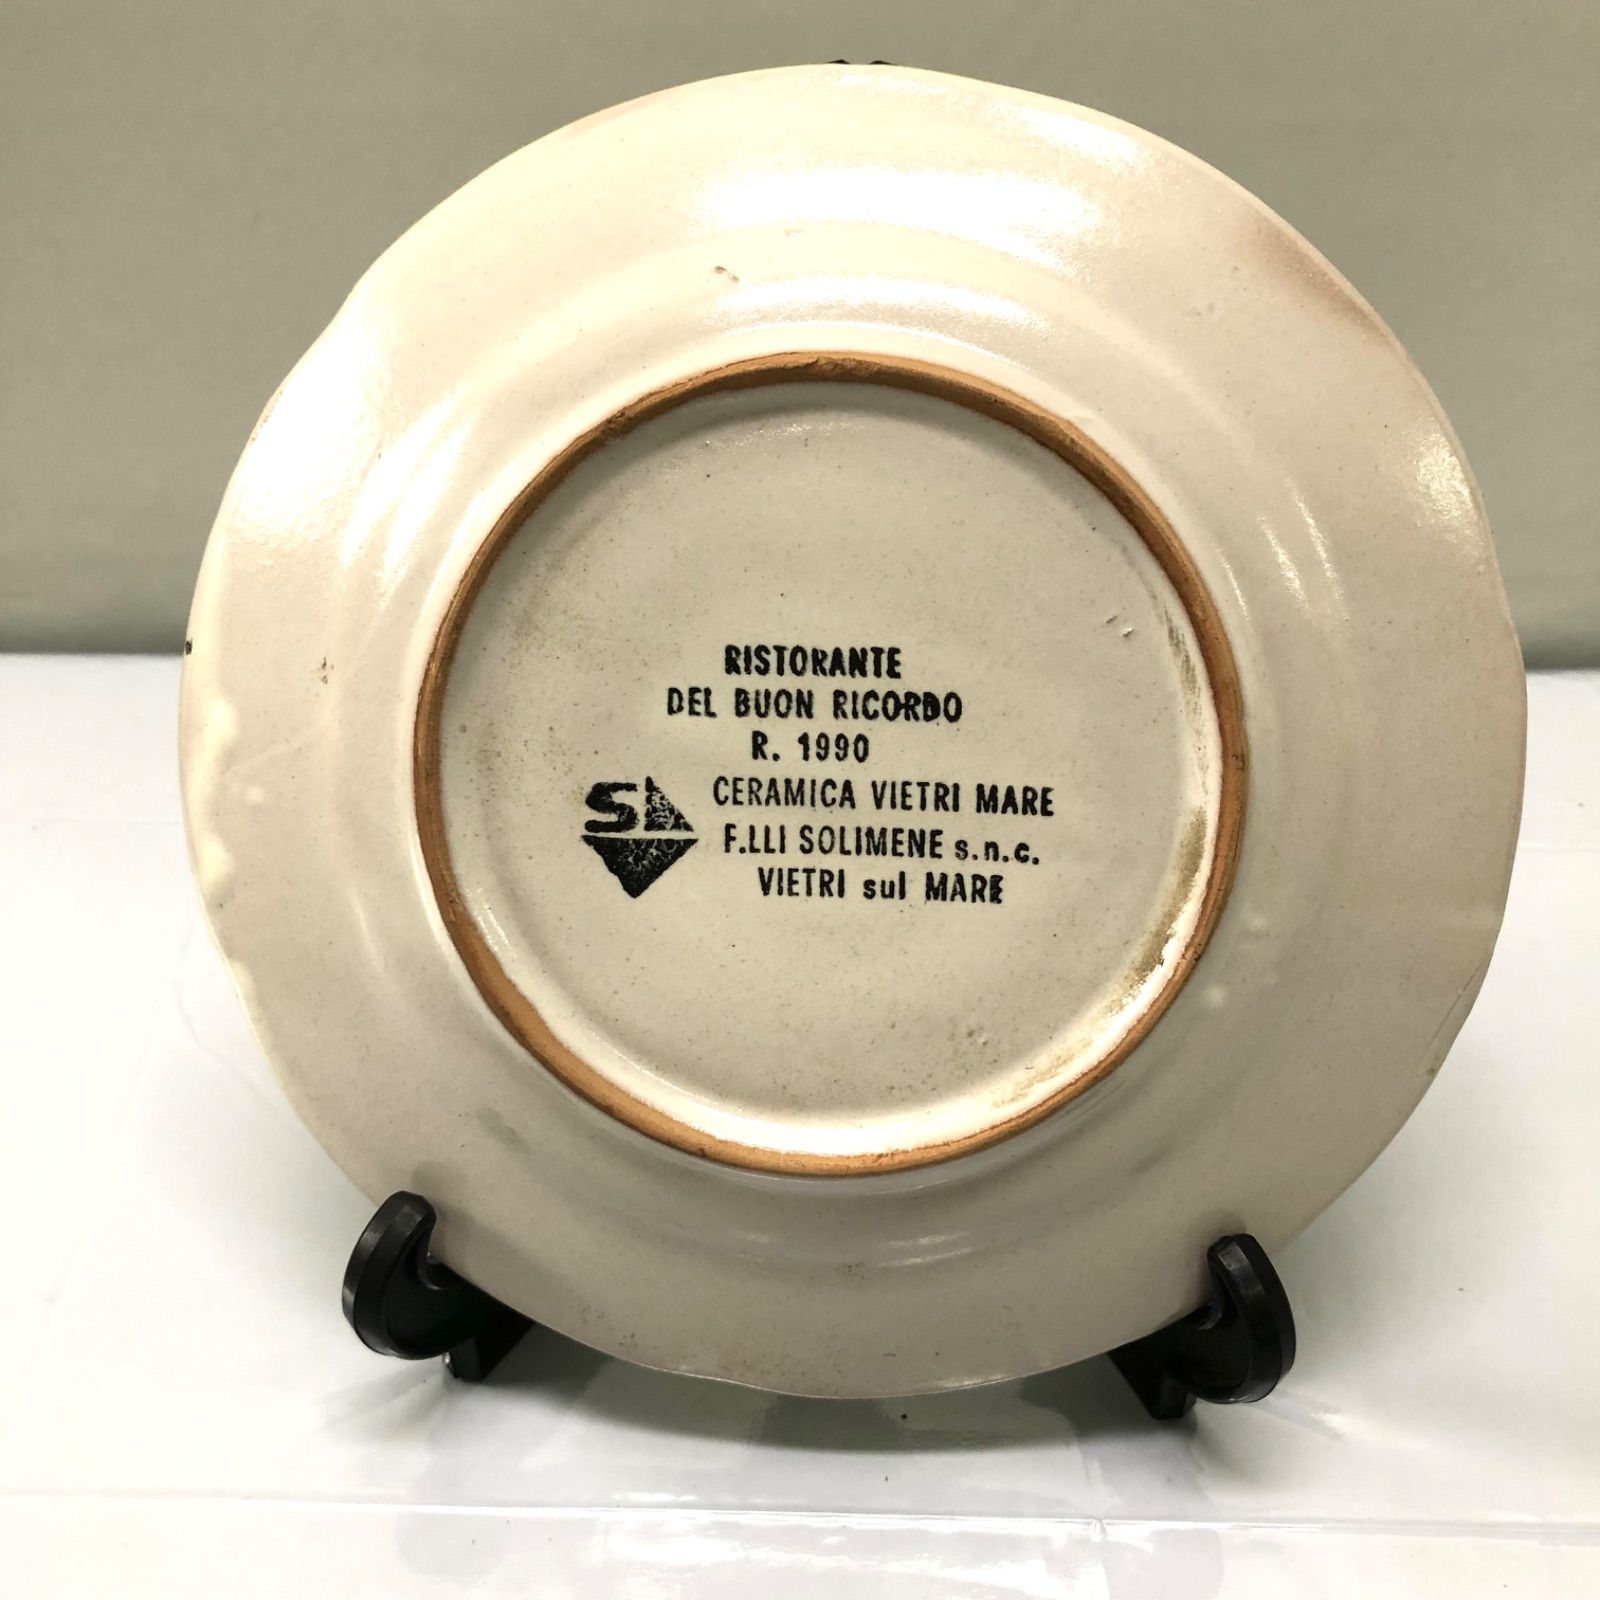 RISTORANTE
DEL BUON RICORDO
R. 1990
SL
CERAMICA VIETRI MARE
F.LLI SOLIMENE s.n.c.
VIETRI sul MARE